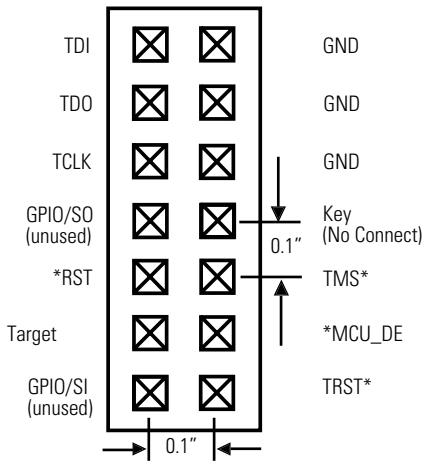 TDI GND
TDO GND
TCLK GND
GPIO/SO Key
(unused) (No Connect)
0.1"
*RST TMS*
Target *MCU_DE
GPIO/SI TRST*
(unused)
0.1"